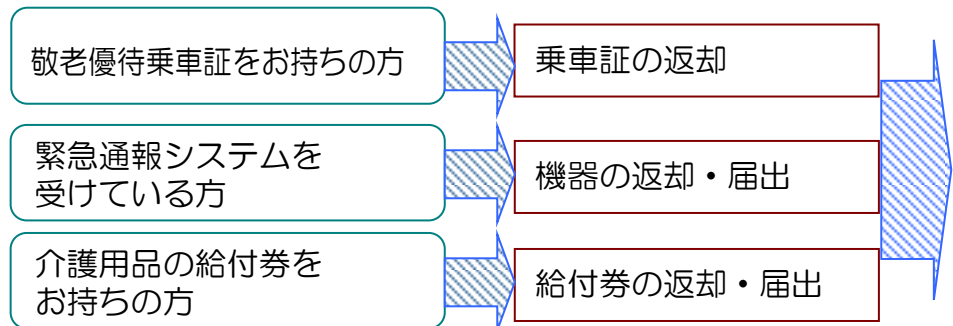 敬老優待乗車証をお持ちの方
乗車証の返却
緊急通報システムを
受けている方
機器の返却・届出
介護用品の給付券を
お持ちの方
給付券の返却・届出